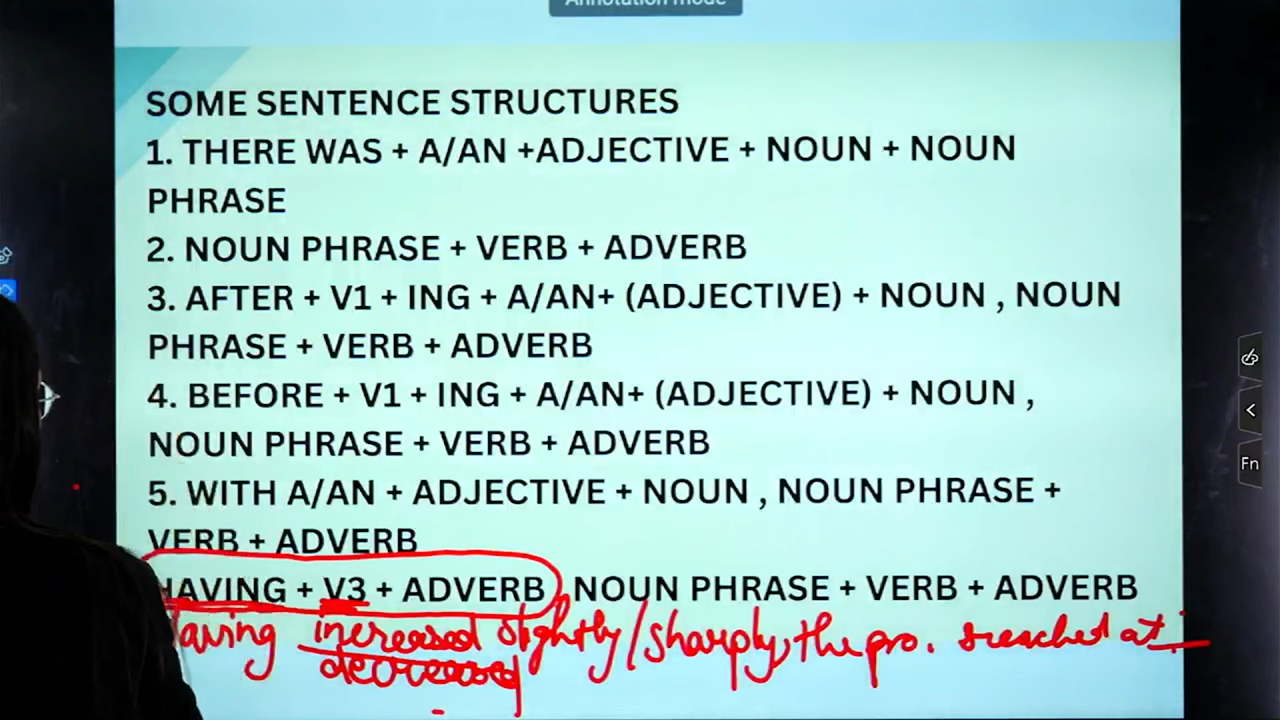 Annotation mode
SOME SENTENCE STRUCTURES
1. THERE WAS + A/AN +ADJECTIVE + NOUN + NOUN
PHRASE
2. NOUN PHRASE + VERB + ADVERB
3. AFTER + V1 + ING + A/AN+ (ADJECTIVE) + NOUN , NOUN
PHRASE + VERB + ADVERB
4. BEFORE + V1 + ING + A/AN+ (ADJECTIVE) + NOUN ,
NOUN PHRASE + VERB + ADVERB
5. WITH A/AN + ADJECTIVE + NOUN , NOUN PHRASE +
VERB + ADVERB
HAVING + V3 + ADVERB , NOUN PHRASE + VERB + ADVERB
Having increased slightly/sharply, the pro. reached at
decreased
Fn